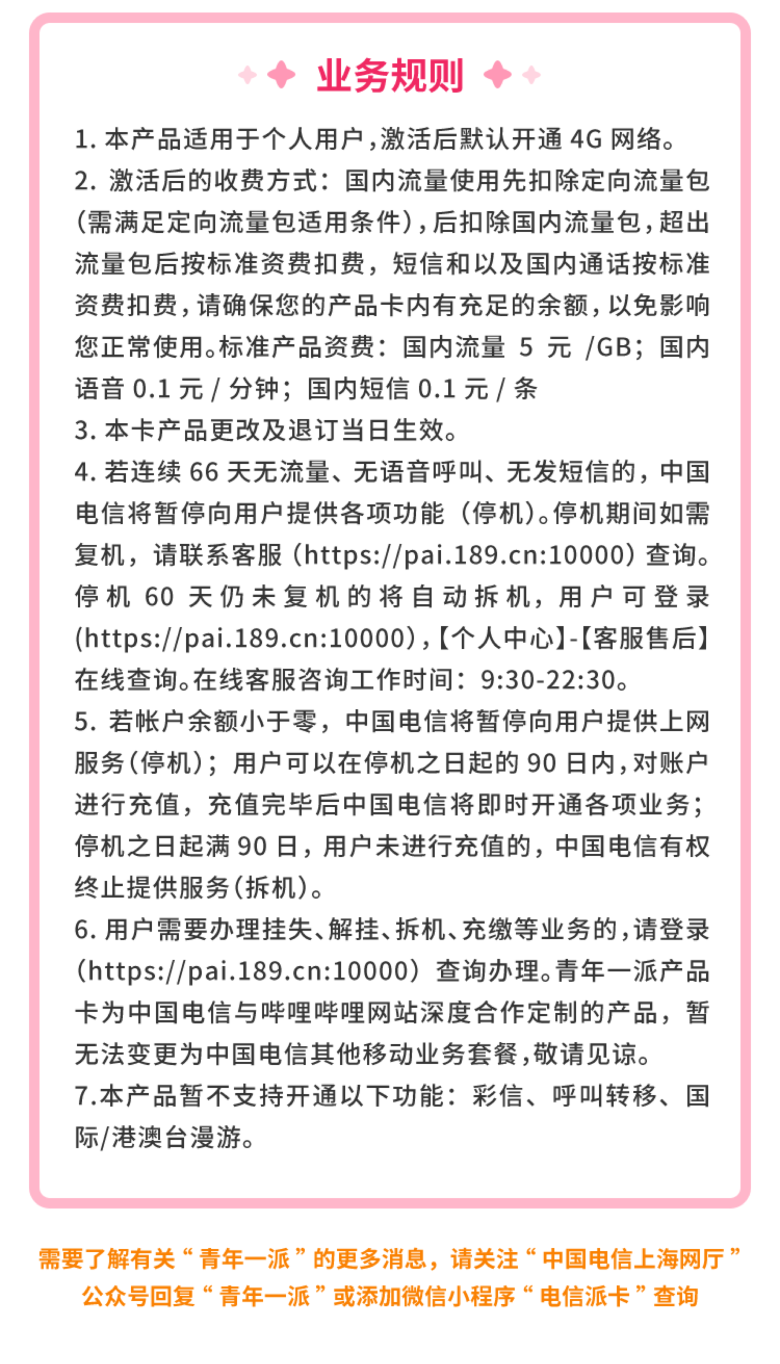 业务规则
1. 本产品适用于个人用户,激活后默认开通 4G 网络。
2. 激活后的收费方式：国内流量使用先扣除定向流量包
（需满足定向流量包适用条件）,后扣除国内流量包,超出
流量包后按标准资费扣费，短信和以及国内通话按标准
资费扣费,请确保您的产品卡内有充足的余额,以免影响
您正常使用。标准产品资费：国内流量 5 元 /GB；国内
语音 0.1 元 / 分钟；国内短信 0.1 元 / 条
3. 本卡产品更改及退订当日生效。
4. 若连续 66 天无流量、无语音呼叫、无发短信的，中国
电信将暂停向用户提供各项功能（停机）。停机期间如需
复机，请联系客服（https://pai.189.cn:10000）查询。
停机 60 天仍未复机的将自动拆机，用户可登录
(https://pai.189.cn:10000）,【个人中心】-【客服售后】
在线查询。在线客服咨询工作时间：9:30-22:30。
5. 若帐户余额小于零，中国电信将暂停向用户提供上网
服务（停机）；用户可以在停机之日起的 90 日内,对账户
进行充值，充值完毕后中国电信将即时开通各项业务；
停机之日起满 90 日，用户未进行充值的，中国电信有权
终止提供服务（拆机）。
6. 用户需要办理挂失、解挂、拆机、充缴等业务的,请登录
（https://pai.189.cn:10000）查询办理。青年一派产品
卡为中国电信与哔哩哔哩网站深度合作定制的产品，暂
无法变更为中国电信其他移动业务套餐,敬请见谅。
7.本产品暂不支持开通以下功能：彩信、呼叫转移、国
际/港澳台漫游。
需要了解有关“青年一派”的更多消息，请关注“中国电信上海网厅”
公众号回复“青年一派”或添加微信小程序“电信派卡”查询